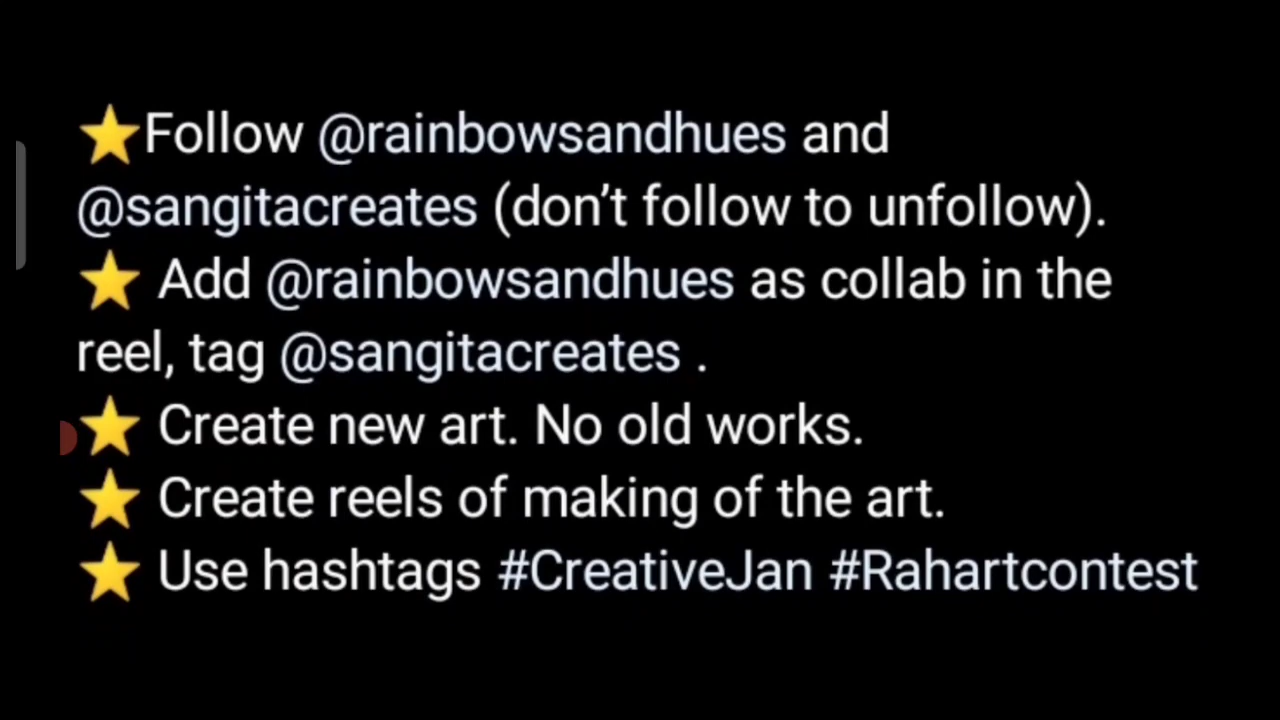 ⭐Follow @rainbowsandhues and
@sangitacreates (don’t follow to unfollow).
⭐ Add @rainbowsandhues as collab in the
reel, tag @sangitacreates .
⭐ Create new art. No old works.
⭐ Create reels of making of the art.
⭐ Use hashtags #CreativeJan #Rahartcontest